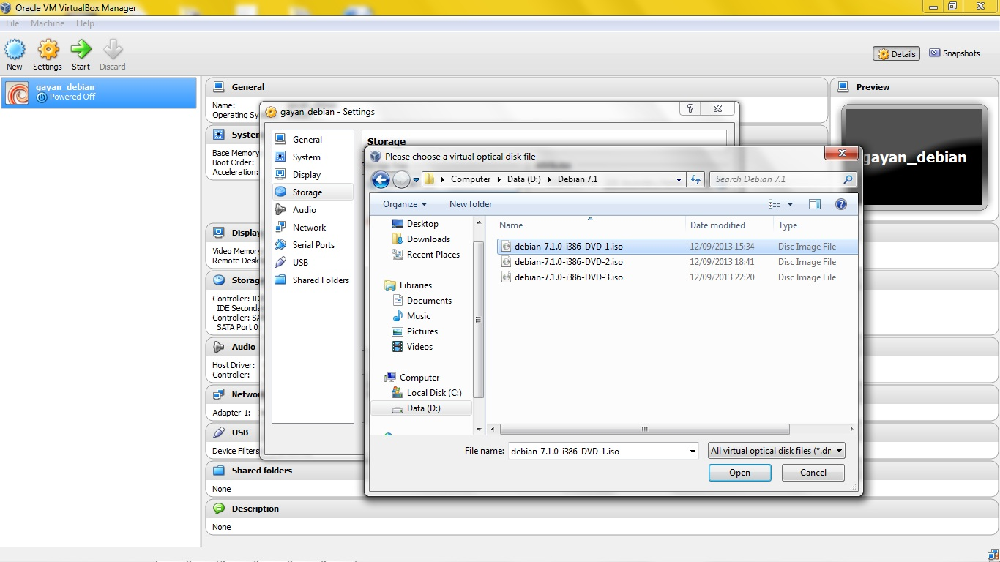 Oracle VM VirtualBox Manager
File Machine Help
New Settings Start Discard
Details Snapshots
gayan_debian
Powered Off
General
Name:
Operating Sy
System
Base Memory
Boot Order:
Acceleration:
Display
Video Memory
Remote Desk
Storage
Controller: IDE
IDE Seconda
Controller: SA
SATA Port 0
Audio
Host Driver:
Controller:
Network
Adapter 1:
USB
Device Filters
Shared folders
None
Description
None
Preview
gayan_debian
gayan_debian - Settings
General
System
Display
Storage
Audio
Network
Serial Ports
USB
Shared Folders
Storage
Please choose a virtual optical disk file
Computer Data (D:) Debian 7.1
Search Debian 7.1
Organize New folder
Desktop
Downloads
Recent Places
Libraries
Documents
Music
Pictures
Videos
Computer
Local Disk (C:)
Data (D:)
Name Date modified Type
debian-7.1.0-i386-DVD-1.iso 12/09/2013 15:34 Disc Image File
debian-7.1.0-i386-DVD-2.iso 12/09/2013 18:41 Disc Image File
debian-7.1.0-i386-DVD-3.iso 12/09/2013 22:20 Disc Image File
File name: debian-7.1.0-i386-DVD-1.iso All virtual optical disk files (*.dr
Open Cancel